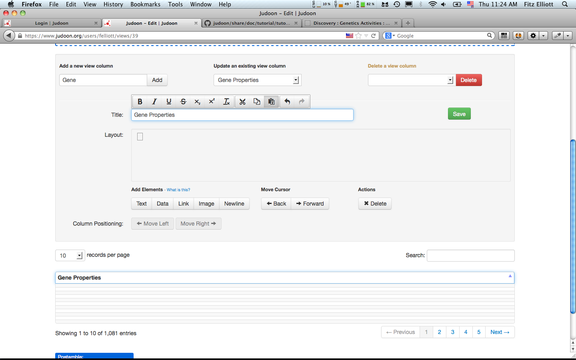 Firefox File Edit View History Bookmarks Tools Window Help Thu 11:24 AM Fitz Elliott
Judoon - Edit | Judoon
Login | Judoon
Judoon - Edit | Judoon
judoon/share/doc/tutorial/tuto...
Discovery : Genetics Activities : ...
https://www.judoon.org/users/felliott/views/39
Google
Add a new view column
Update an existing view column
Delete a view column
Gene
Add
Gene Properties
Delete
B I U S x₂ x² Tx
Title: Gene Properties
Save
Layout:
Add Elements - What is this?
Move Cursor
Actions
Text Data Link Image Newline
← Back → Forward
✖ Delete
Column Positioning: ← Move Left Move Right →
10 records per page
Search:
Gene Properties
Showing 1 to 10 of 1,081 entries
← Previous 1 2 3 4 5 Next →